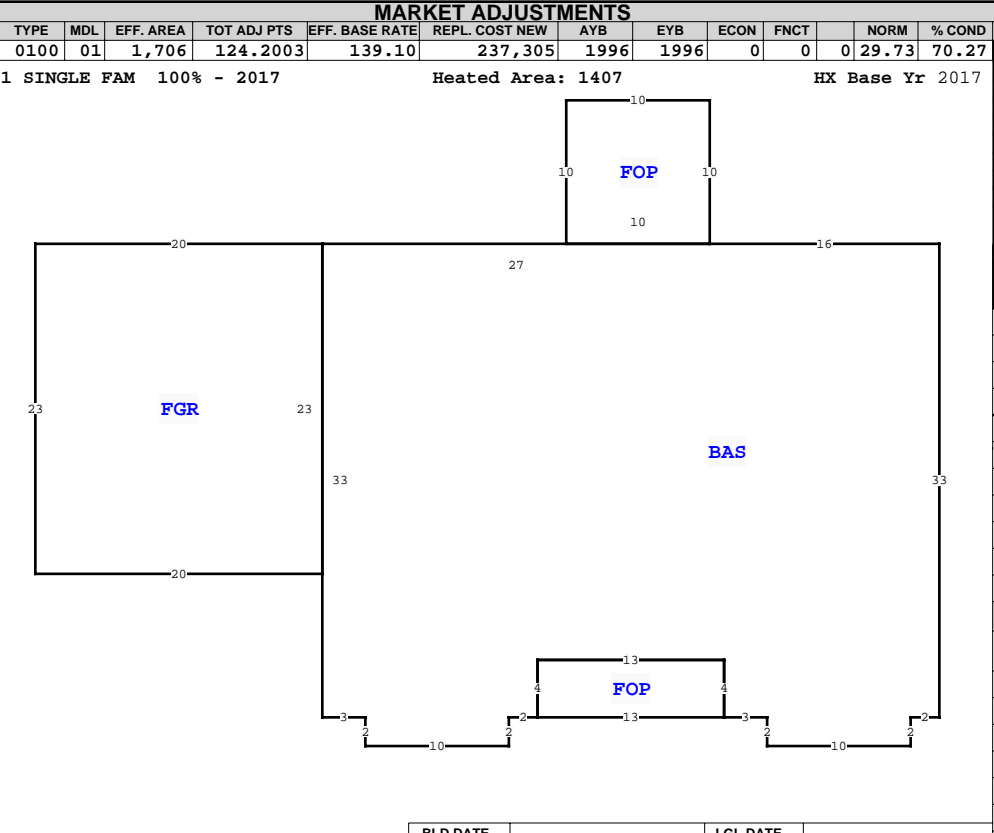 MARKET ADJUSTMENTS
TYPE MDL EFF. AREA TOT ADJ PTS EFF. BASE RATE REPL. COST NEW AYB EYB ECON FNCT NORM % COND
0100 01 1,706 124.2003 139.10 237,305 1996 1996 0 0 0 29.73 70.27
1 SINGLE FAM 100% - 2017 Heated Area: 1407 HX Base Yr 2017
10
10 FOP 10
10
20 16
27
23 FGR 23
BAS
33 33
20
13
4 FOP 4
3 2 13 3 2
2 2 2 2
10 10